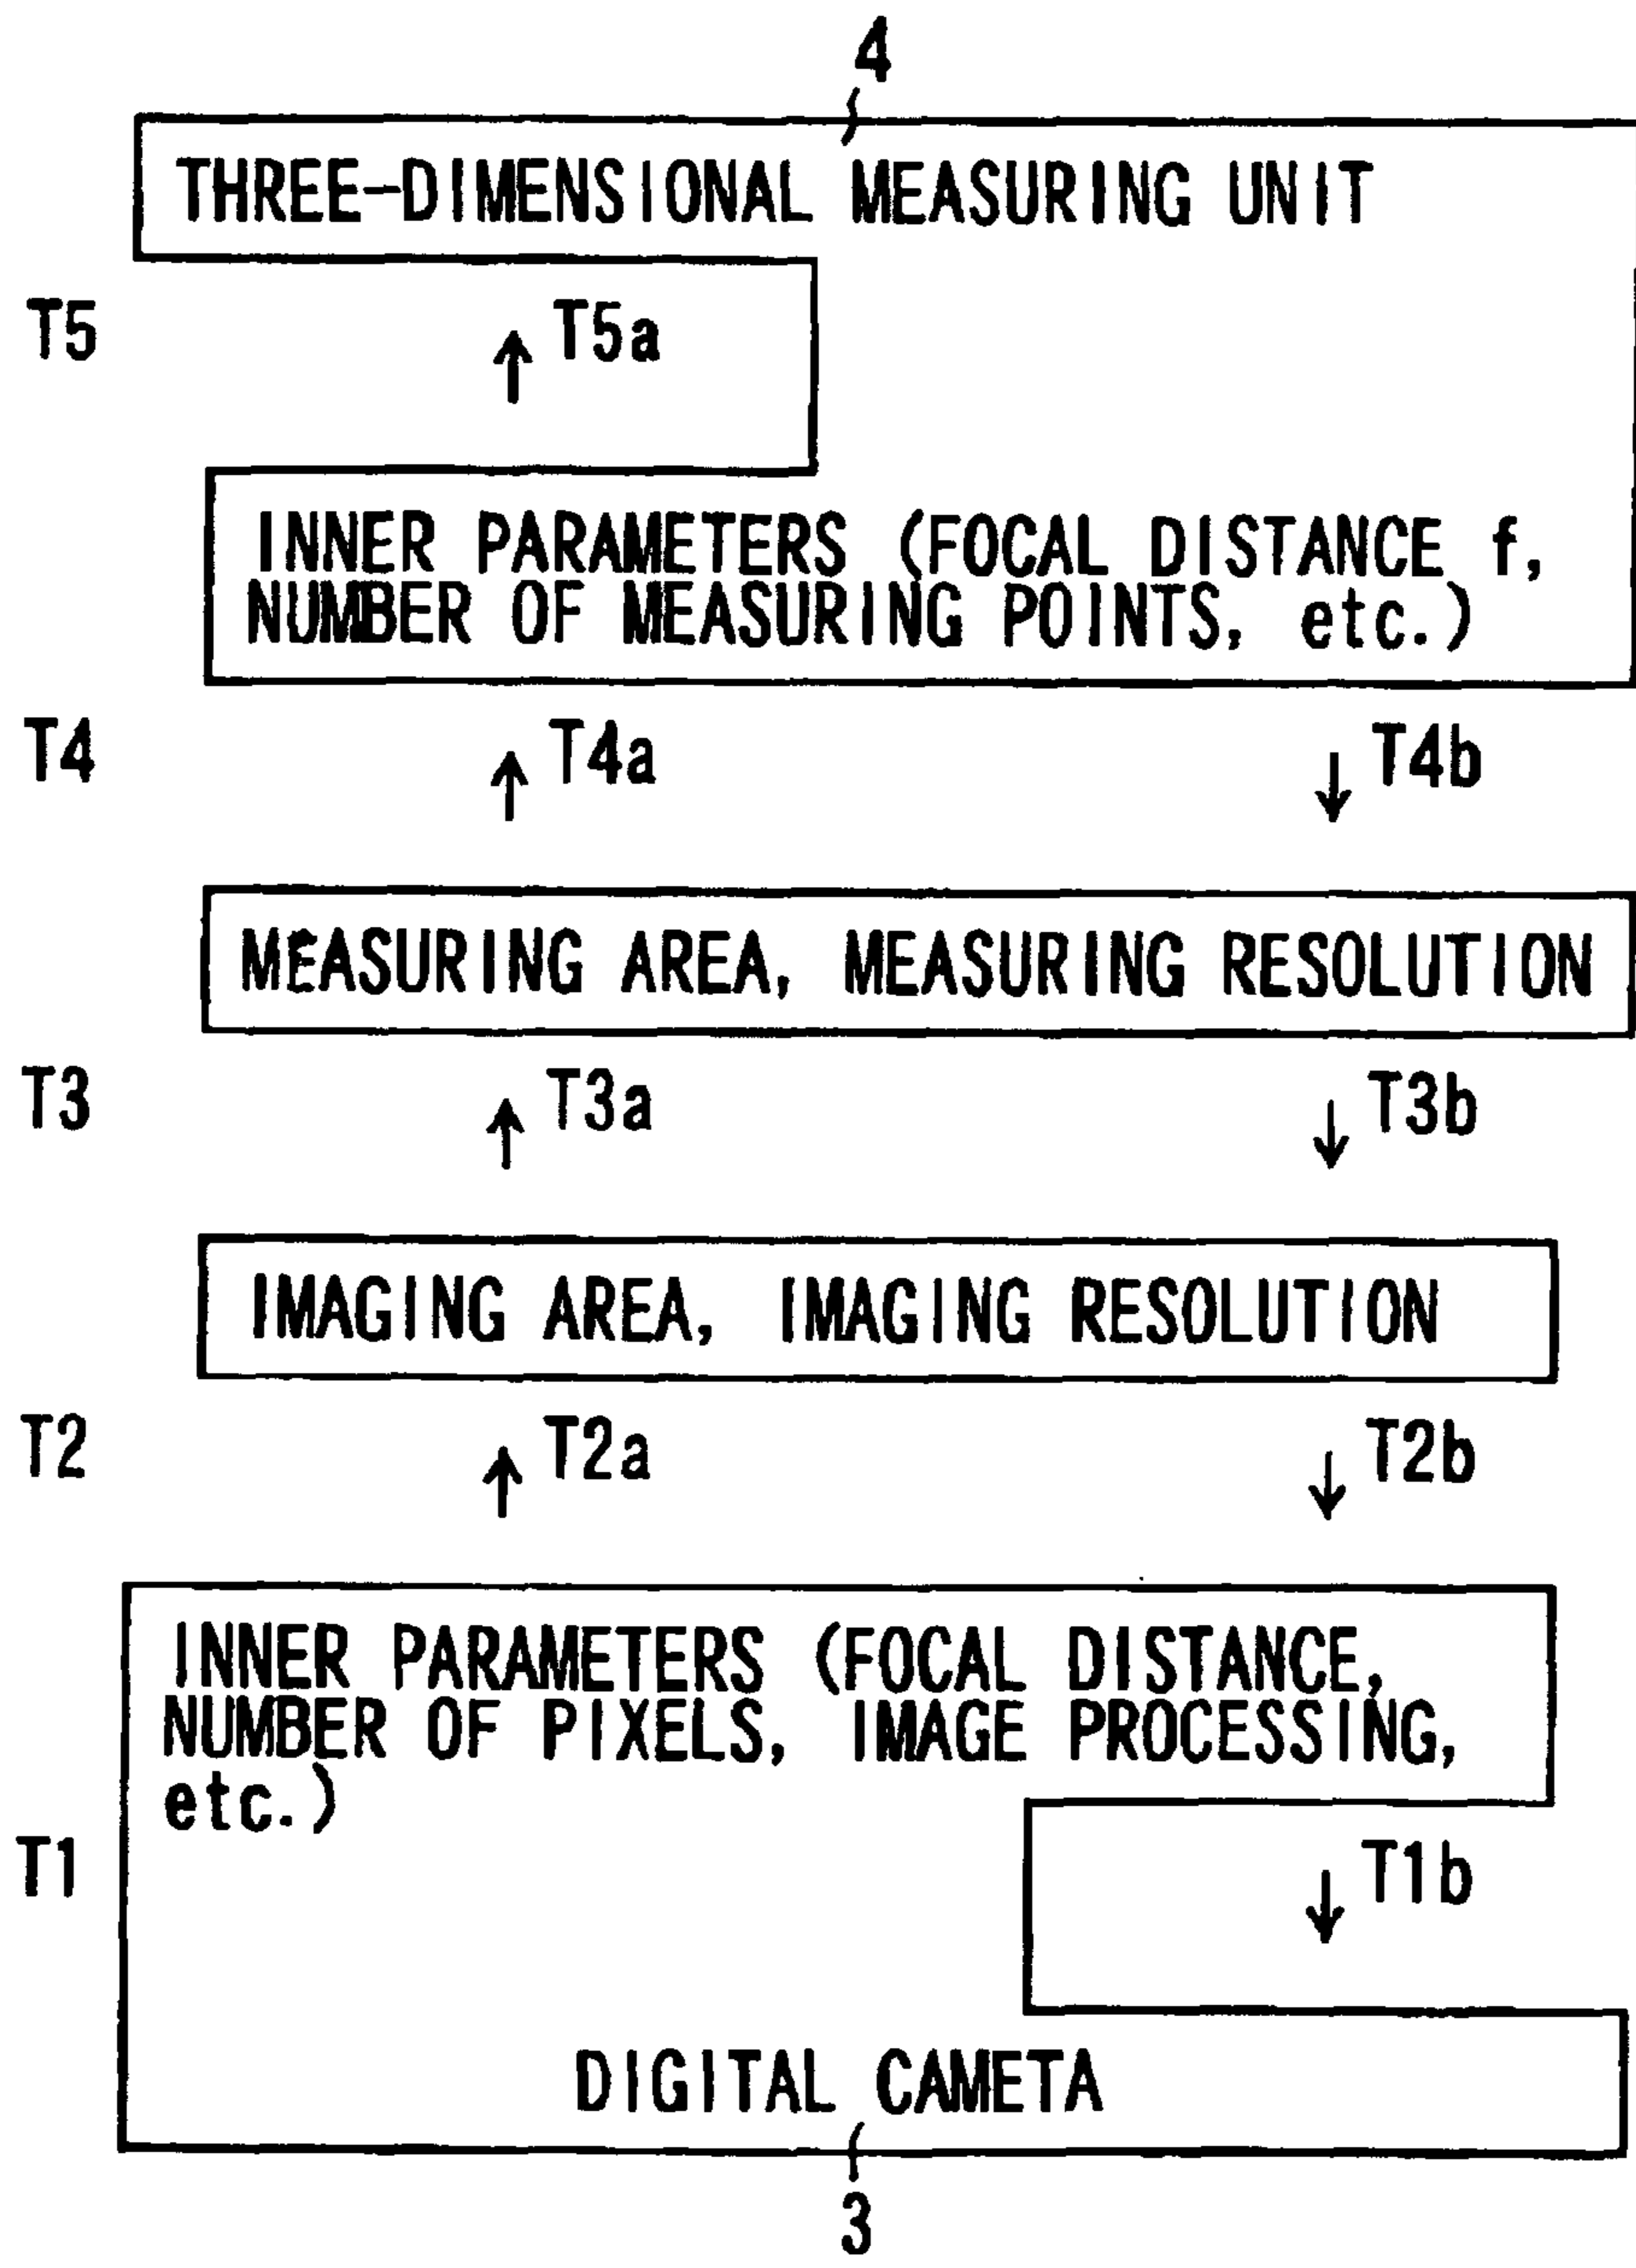 4
THREE-DIMENSIONAL MEASURING UNIT
T5
T5a
INNER PARAMETERS (FOCAL DISTANCE f,
NUMBER OF MEASURING POINTS, etc.)
T4
T4a
T4b
MEASURING AREA, MEASURING RESOLUTION
T3
T3a
T3b
IMAGING AREA, IMAGING RESOLUTION
T2
T2a
T2b
INNER PARAMETERS (FOCAL DISTANCE,
NUMBER OF PIXELS, IMAGE PROCESSING,
etc.)
T1
T1b
DIGITAL CAMETA
3